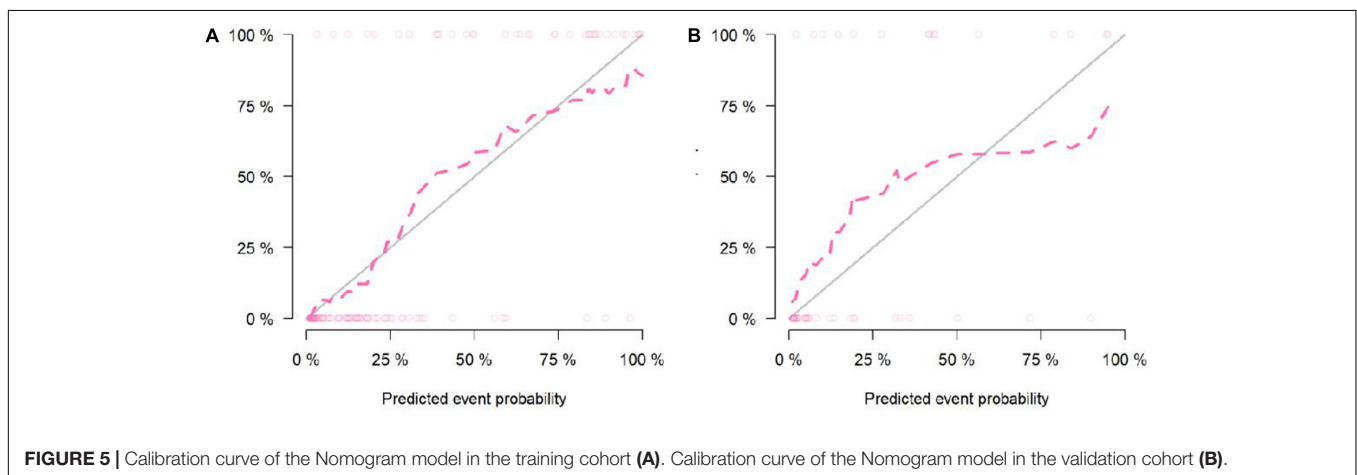 A
100 %
75 %
50 %
25 %
0 %
0 % 25 % 50 % 75 % 100 %
Predicted event probability
B
100 %
75 %
50 %
25 %
0 %
0 % 25 % 50 % 75 % 100 %
Predicted event probability
FIGURE 5 | Calibration curve of the Nomogram model in the training cohort (A). Calibration curve of the Nomogram model in the validation cohort (B).